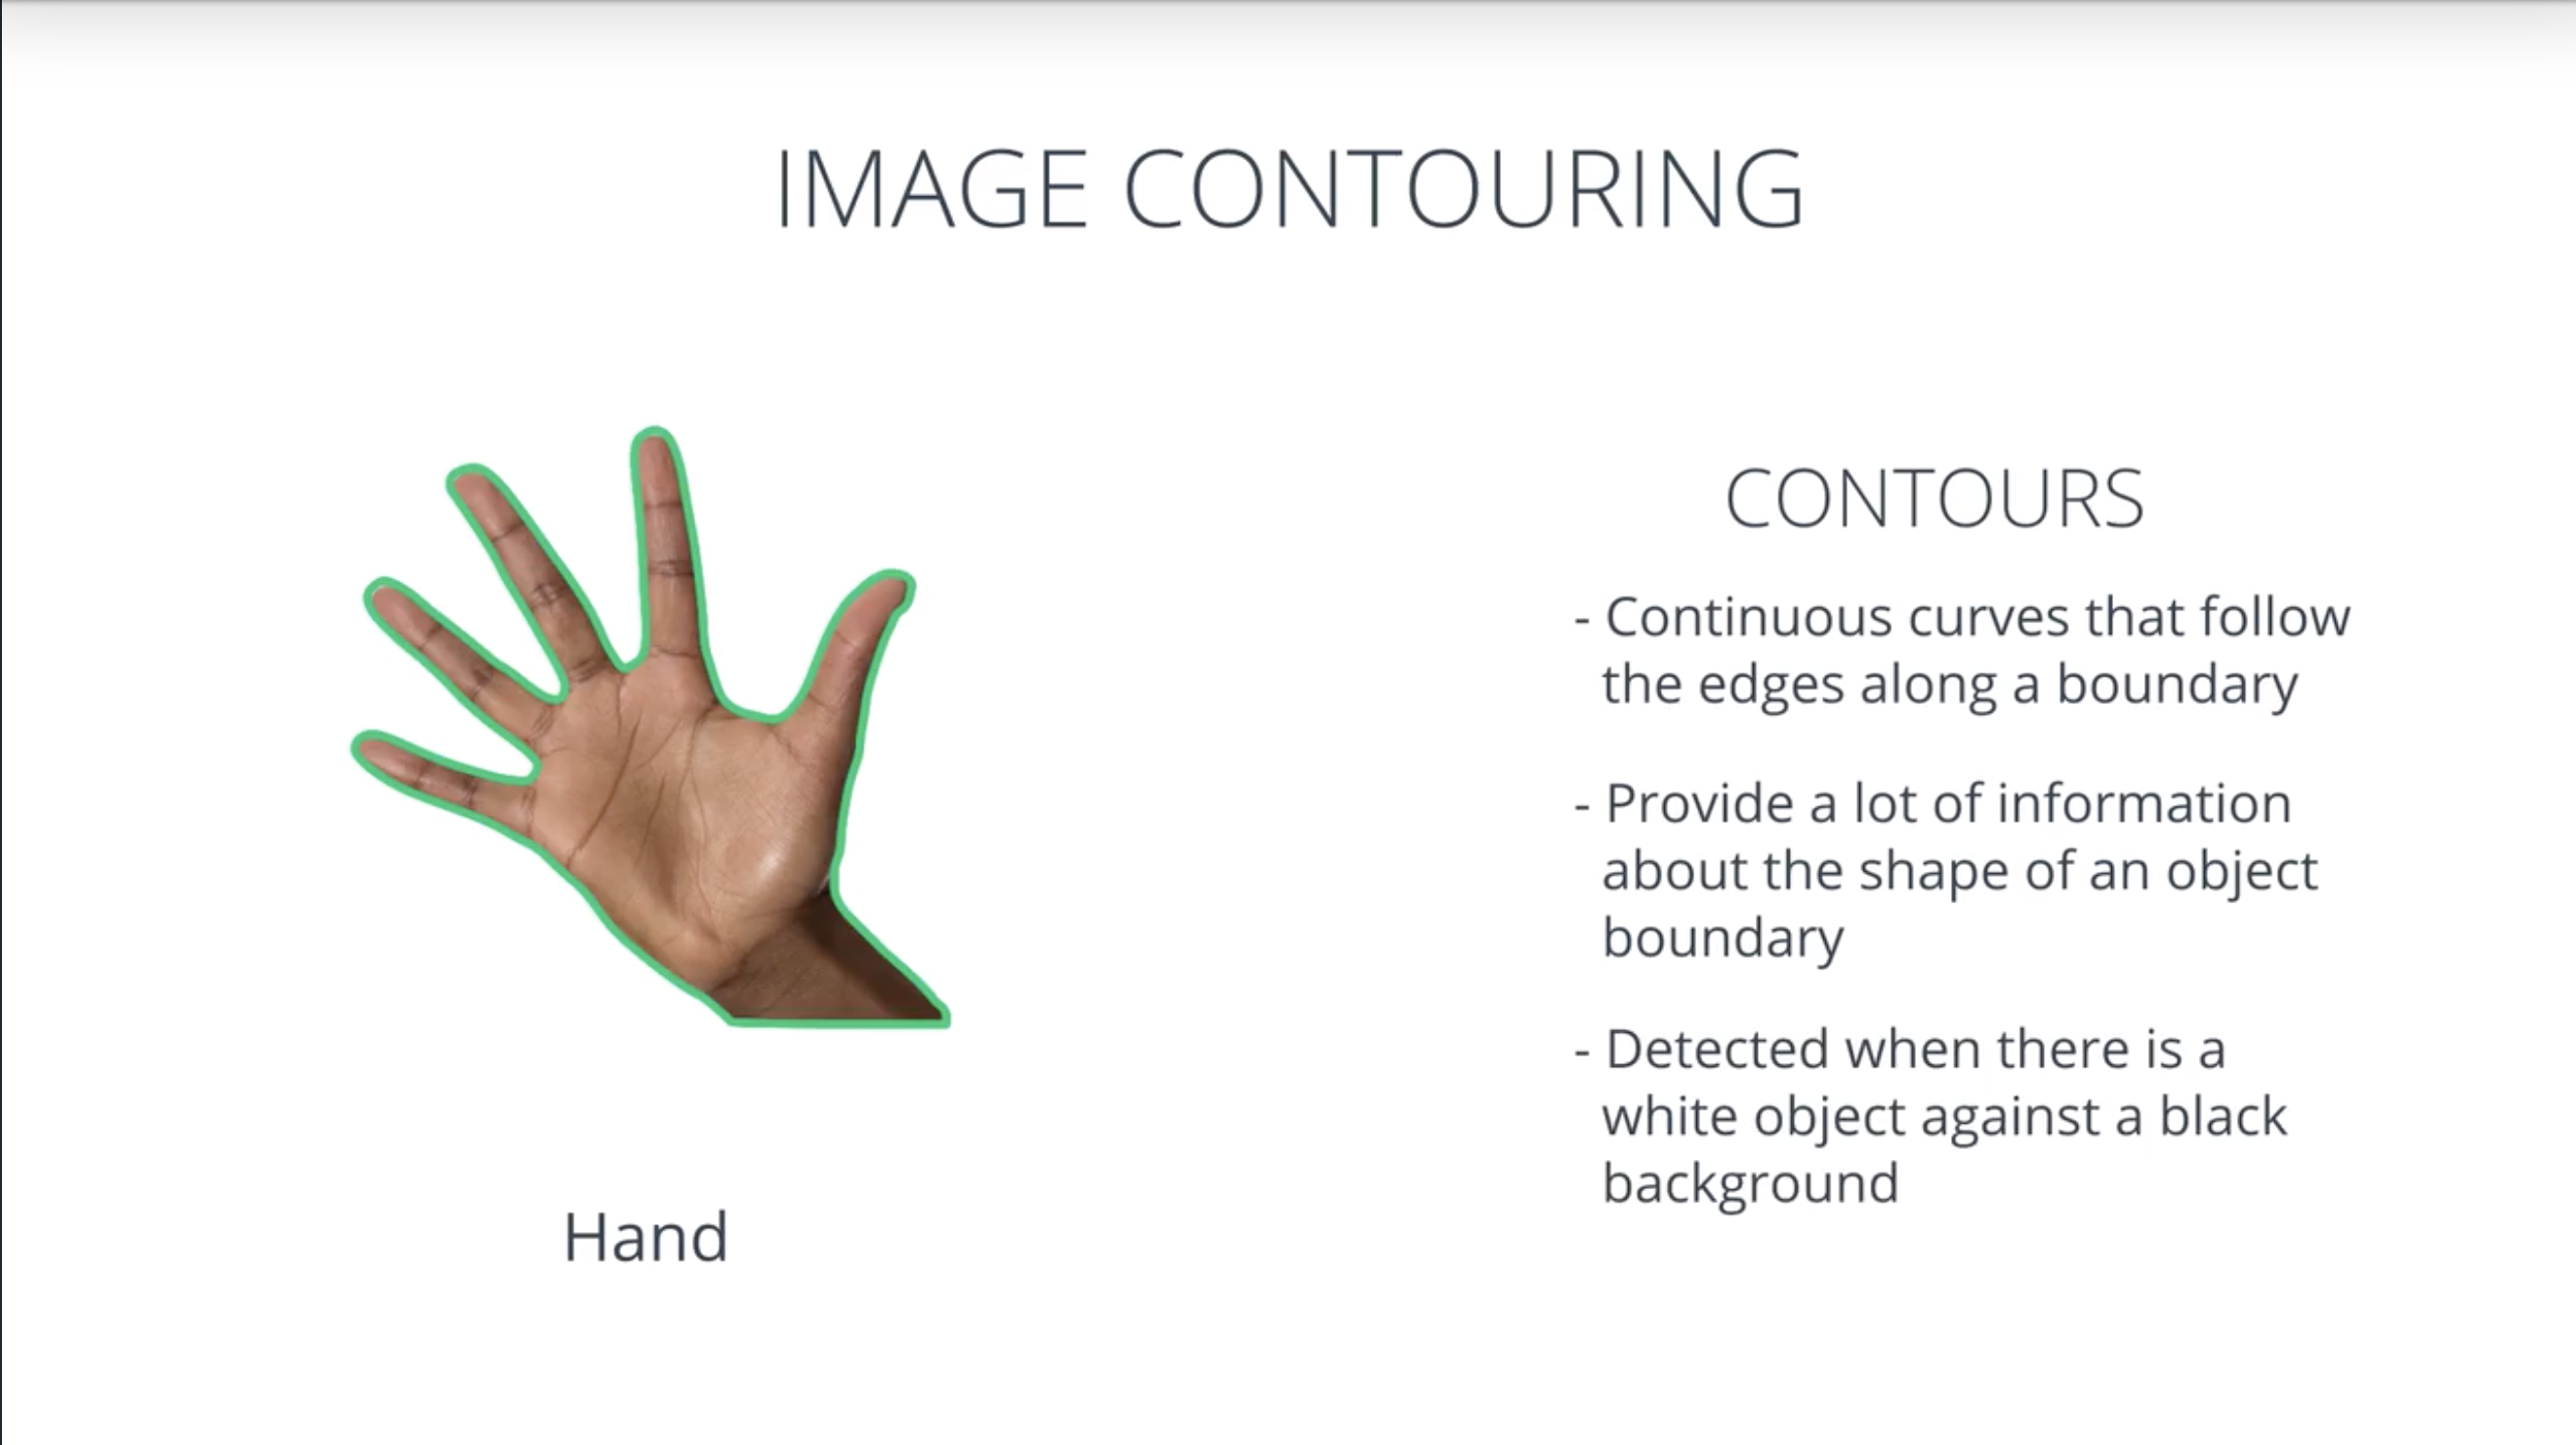 IMAGE CONTOURING
Hand
CONTOURS
- Continuous curves that follow
the edges along a boundary
- Provide a lot of information
about the shape of an object
boundary
- Detected when there is a
white object against a black
background